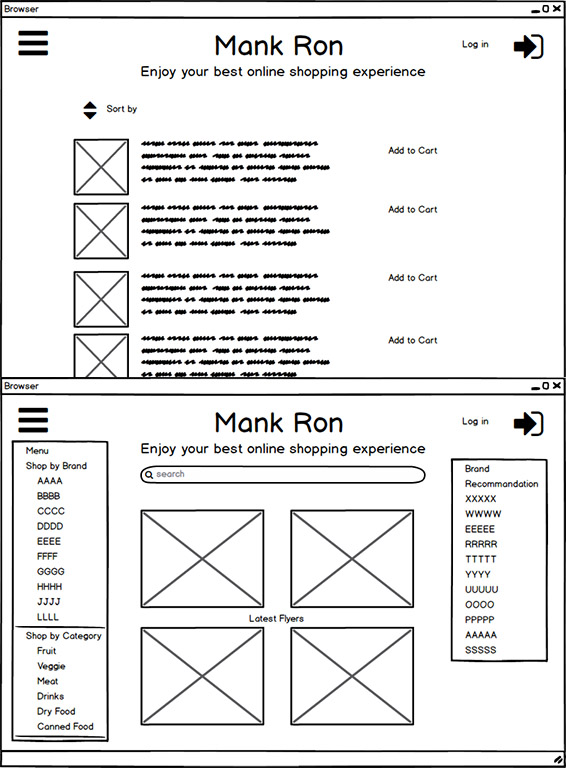 Browser
Mank Ron
Log in
Enjoy your best online shopping experience
Sort by
Add to Cart
Add to Cart
Add to Cart
Add to Cart
Browser
Mank Ron
Log in
Enjoy your best online shopping experience
search
Menu
Shop by Brand
AAAA
BBBB
CCCC
DDDD
EEEE
FFFF
GGGG
HHHH
JJJJ
LLLL
Shop by Category
Fruit
Veggie
Meat
Drinks
Dry Food
Canned Food
Latest Flyers
Brand
Recommandation
XXXXX
WWWW
EEEEE
RRRRR
TTTTT
YYYY
UUUUU
OOOO
PPPPP
AAAAA
SSSSS